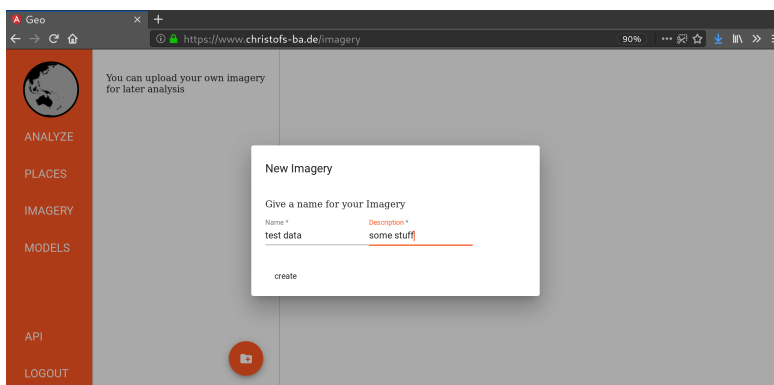 Geo
https://www.christofs-ba.de/imagery
90%
You can upload your own imagery
for later analysis
ANALYZE
PLACES
IMAGERY
MODELS
API
LOGOUT
New Imagery
Give a name for your Imagery
Name *
Description *
test data
some stuff
create